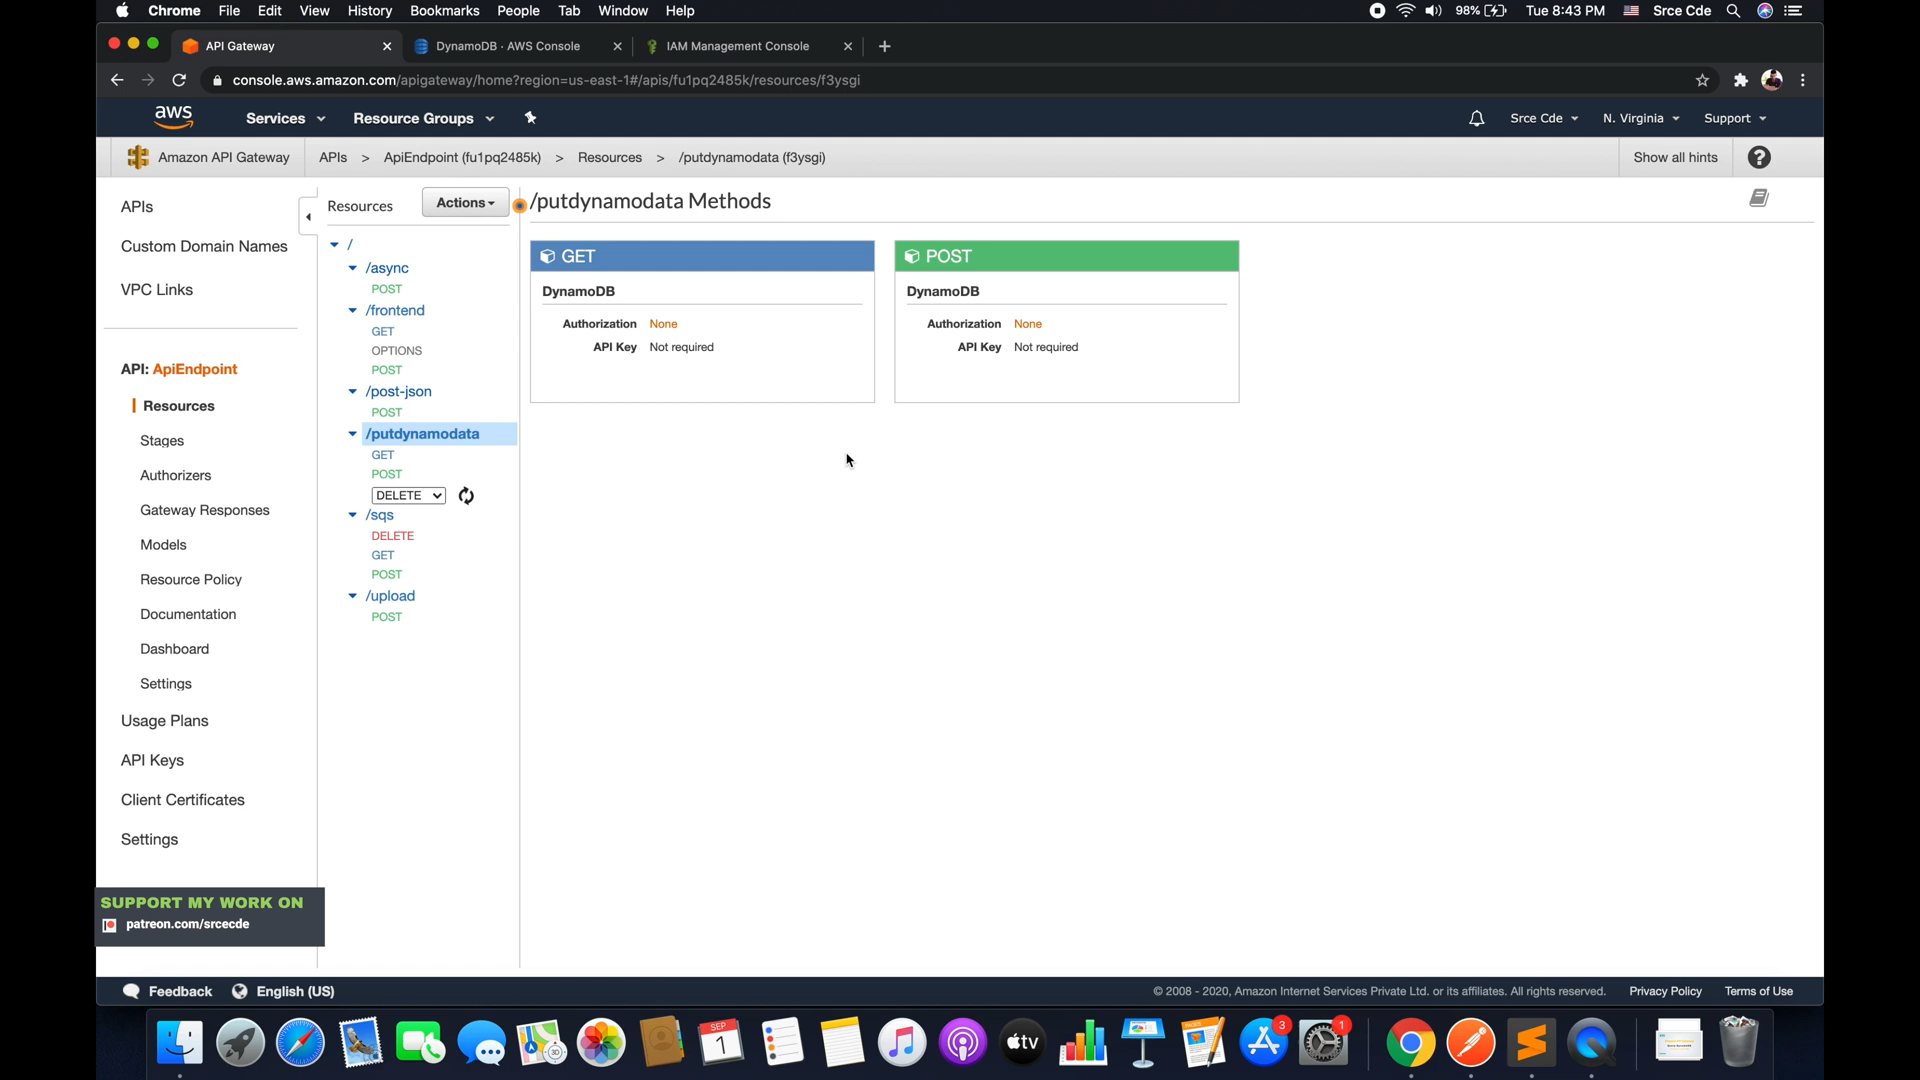 Chrome File Edit View History Bookmarks People Tab Window Help 98% Tue 8:43 PM Srce Cde
API Gateway DynamoDB · AWS Console IAM Management Console
console.aws.amazon.com/apigateway/home?region=us-east-1#/apis/fu1pq2485k/resources/f3ysgi
aws Services Resource Groups Srce Cde N. Virginia Support
Amazon API Gateway APIs > ApiEndpoint (fu1pq2485k) > Resources > /putdynamodata (f3ysgi) Show all hints ?
APIs
Custom Domain Names
VPC Links
API: ApiEndpoint
Resources
Stages
Authorizers
Gateway Responses
Models
Resource Policy
Documentation
Dashboard
Settings
Usage Plans
API Keys
Client Certificates
Settings
SUPPORT MY WORK ON
patreon.com/srcecde
Resources Actions
/
/async
POST
/frontend
GET
OPTIONS
POST
/post-json
POST
/putdynamodata
GET
POST
DELETE
/sqs
DELETE
GET
POST
/upload
POST
/putdynamodata Methods
GET
DynamoDB
Authorization None
API Key Not required
POST
DynamoDB
Authorization None
API Key Not required
Feedback English (US) © 2008 - 2020, Amazon Internet Services Private Ltd. or its affiliates. All rights reserved. Privacy Policy Terms of Use
3D SEP 1 tv PAGES 3 1